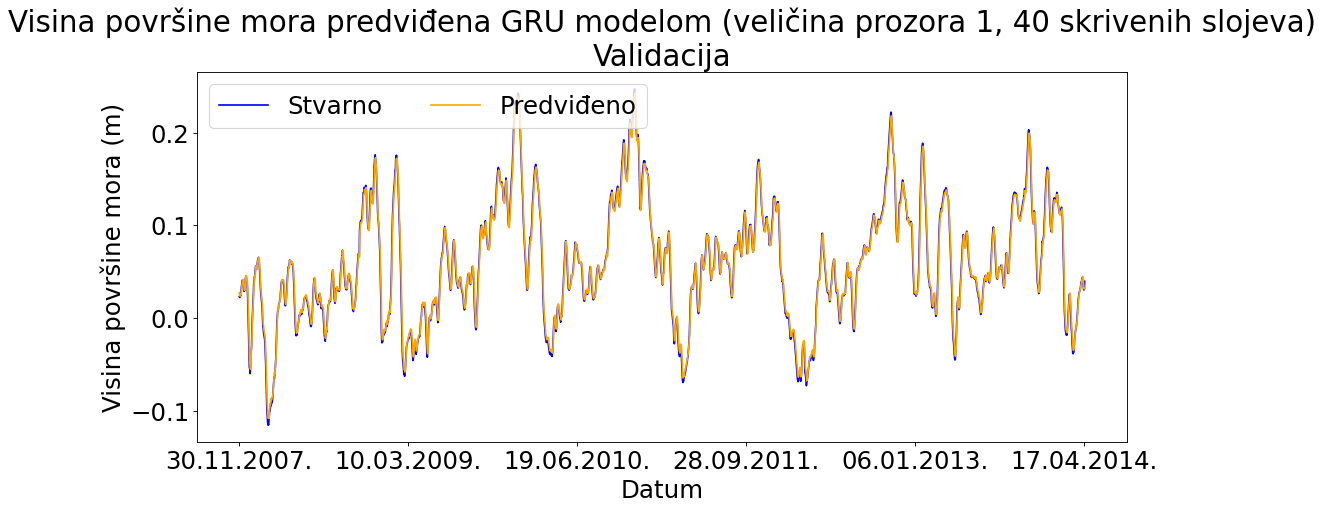 Visina površine mora predviđena GRU modelom (veličina prozora 1, 40 skrivenih slojeva)
Validacija
Stvarno Predviđeno
Visina površine mora (m)
0.2
0.1
0.0
−0.1
30.11.2007. 10.03.2009. 19.06.2010. 28.09.2011. 06.01.2013. 17.04.2014.
Datum